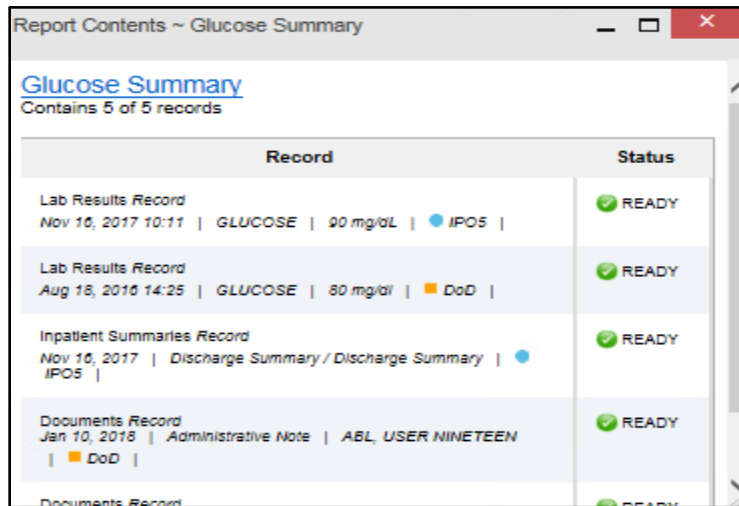 Report Contents ~ Glucose Summary
Glucose Summary
Contains 5 of 5 records
Record Status
Lab Results Record READY
Nov 16, 2017 10:11 | GLUCOSE | 90 mg/dL | IPO5 |
Lab Results Record READY
Aug 18, 2016 14:25 | GLUCOSE | 80 mg/dl | DoD |
Inpatient Summaries Record READY
Nov 16, 2017 | Discharge Summary / Discharge Summary |
IPO5 |
Documents Record READY
Jan 10, 2018 | Administrative Note | ABL, USER NINETEEN
| DoD |
Documents Record READY